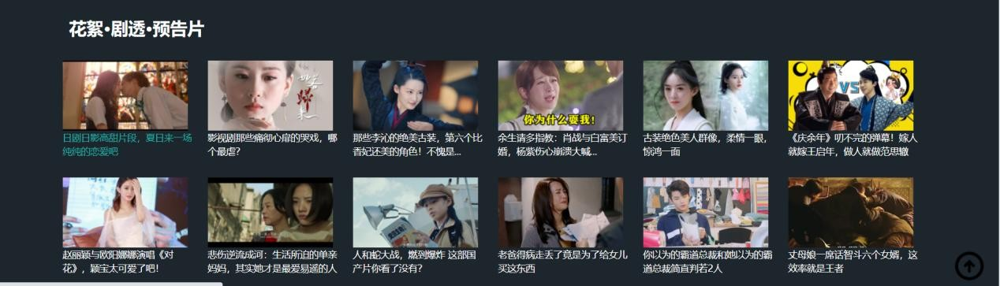 花絮·剧透·预告片
如若
归
来
你为什么耍我！
VS
日剧日影高甜片段，夏日来一场
纯纯的恋爱吧
影视剧那些痛彻心扉的哭戏，哪
个最虐？
那些李沁的绝美古装，第六个比
香妃还美的角色！不愧是...
余生请多指教：肖战与白富美订
婚，杨紫伤心崩溃大喊...
古装绝色美人群像，柔情一眼，
惊鸿一面
《庆余年》叨不完的弹幕！嫁人
就嫁王启年，做人就做范思辙
赵丽颖与欧阳娜娜演唱《对
花》，颖宝太可爱了吧！
悲伤逆流成河：生活所迫的单亲
妈妈，其实她才是最爱易遥的人
人和蛇大战，燃到爆炸 这部国
产片你看了没有？
老爸得病走丢了竟是为了给女儿
买这东西
你以为的霸道总裁和她以为的霸
道总裁简直判若2人
丈母娘一席话智斗六个女婿，这
效率就是王者